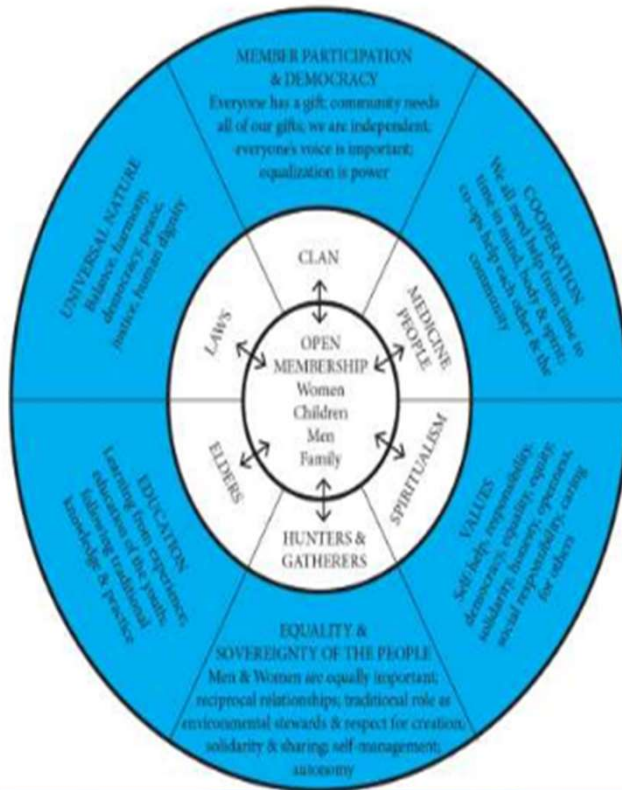 MEMBER PARTICIPATION
& DEMOCRACY
Everyone has a gift; community needs
all of our gifts; we are independent;
everyone's voice is important;
equalization is power
COOPERATION
We all need help from time to
time in mind, body & spirit;
co-ops help each other & the
community
VALUES
Self-help, responsibility,
democracy, equality, equity,
solidarity, honesty, openness,
social responsibility, caring
for others
EQUALITY &
SOVEREIGNTY OF THE PEOPLE
Men & Women are equally important;
reciprocal relationships; traditional role as
environmental stewards & respect for creation;
solidarity & sharing; self-management;
autonomy
EDUCATION
Learning from experience;
education of the youth;
following traditional
knowledge & practice
UNIVERSAL NATURE
Balance, harmony,
democracy, peace,
justice, human dignity
CLAN
MEDICINE
PEOPLE
SPIRITUALISM
HUNTERS &
GATHERERS
ELDERS
LAWS
OPEN
MEMBERSHIP
Women
Children
Men
Family